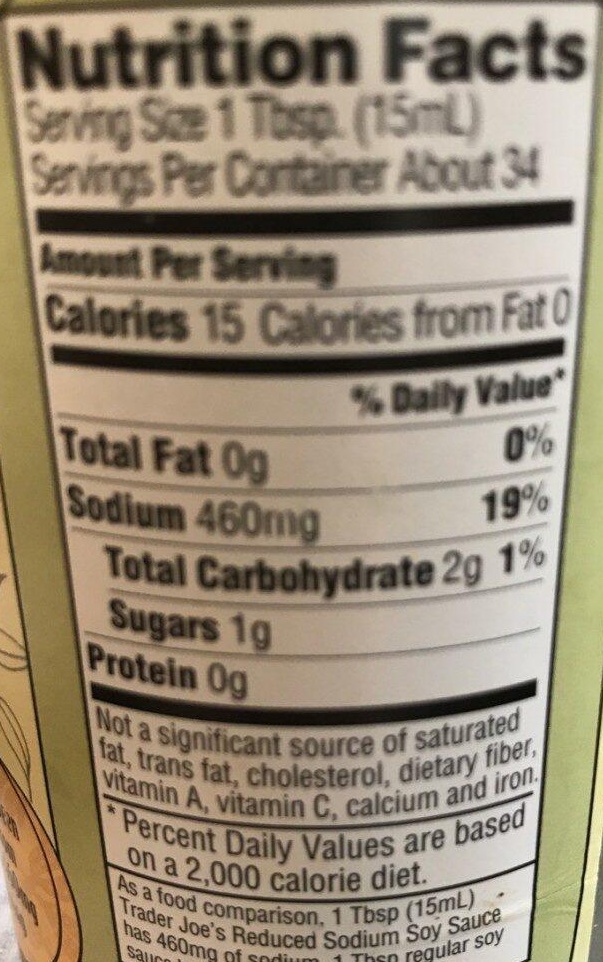 Nutrition Facts
Serving Size 1 Tbsp. (15mL)
Servings Per Container About 34
Amount Per Serving
Calories 15 Calories from Fat 0
% Daily Value*
Total Fat 0g 0%
Sodium 460mg 19%
Total Carbohydrate 2g 1%
Sugars 1g
Protein 0g
Not a significant source of saturated
fat, trans fat, cholesterol, dietary fiber,
vitamin A, vitamin C, calcium and iron.
* Percent Daily Values are based
on a 2,000 calorie diet.
As a food comparison, 1 Tbsp (15mL)
Trader Joe's Reduced Sodium Soy Sauce
has 460mg of sodium. 1 Tbsp regular soy